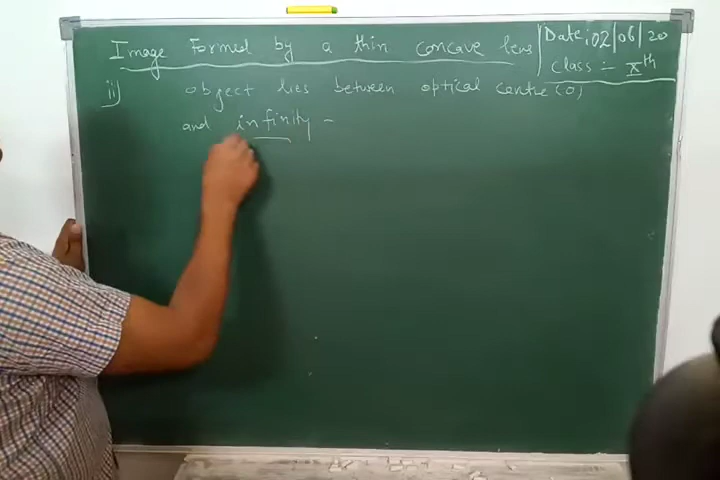 Image Formed by a thin concave lens
Date: 02/06/20
Class :- Xth
ii) object lies between optical centre (O)
and infinity -